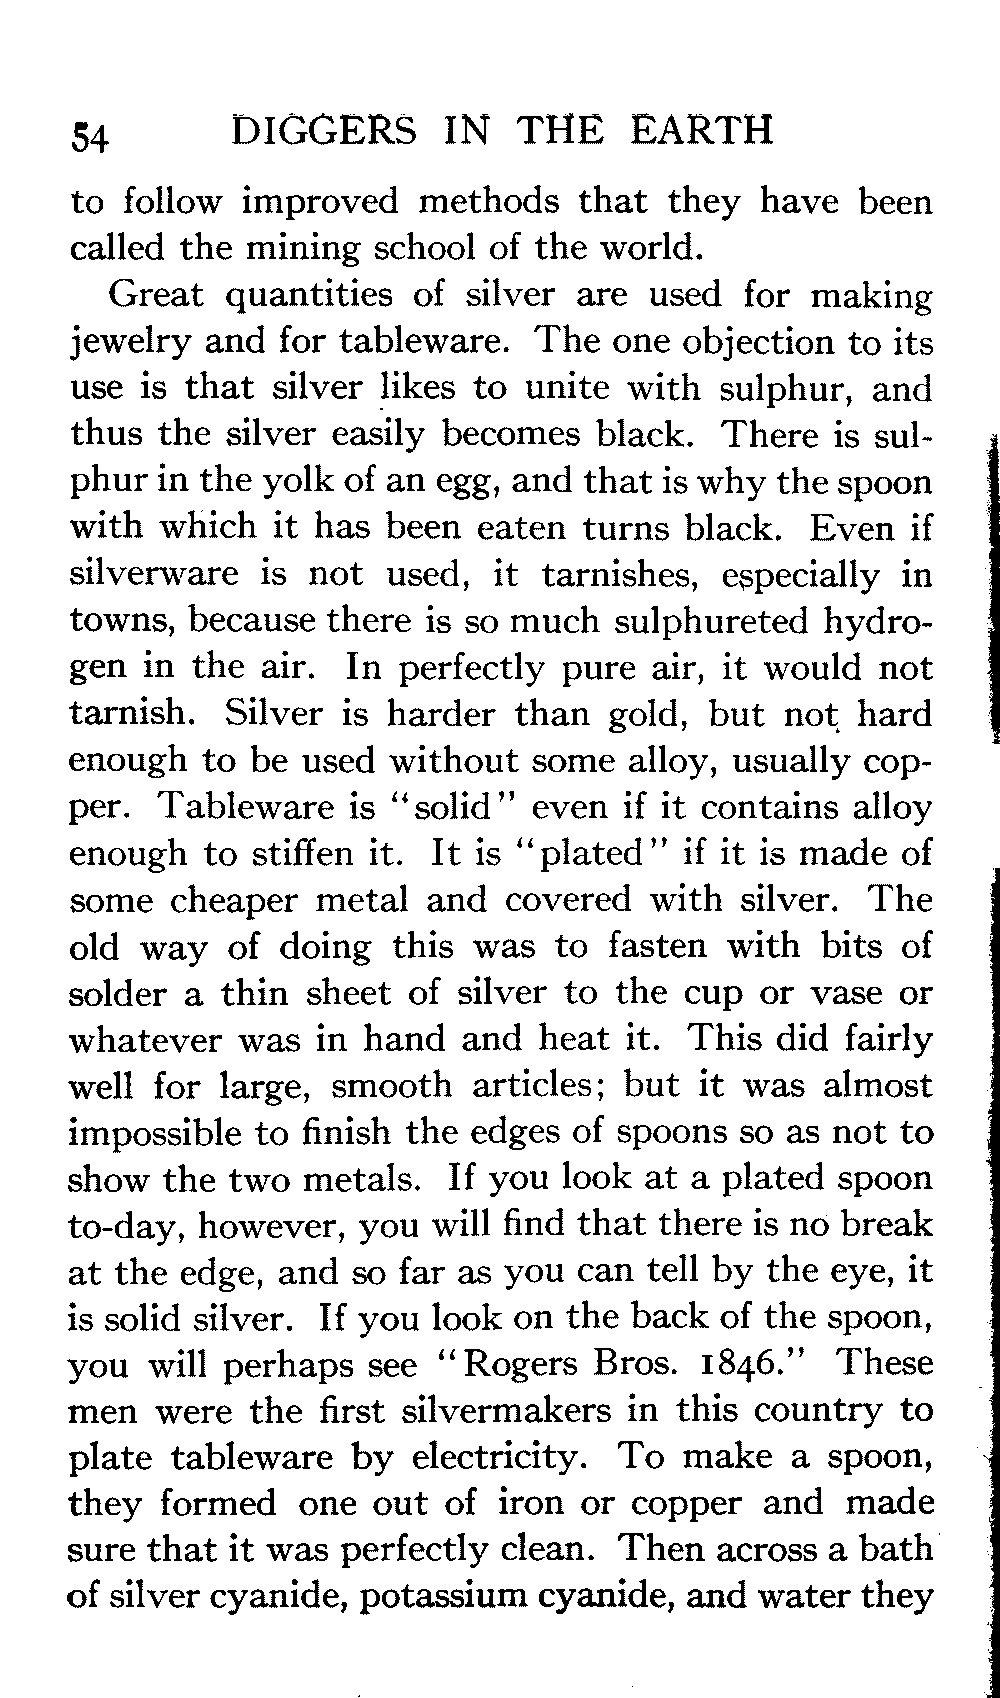 54 DIGGERS IN THE EARTH
to follow improved methods that they have been
called the mining school of the world.
Great quantities of silver are used for making
jewelry and for tableware. The one objection to its
use is that silver likes to unite with sulphur, and
thus the silver easily becomes black. There is sul-
phur in the yolk of an egg, and that is why the spoon
with which it has been eaten turns black. Even if
silverware is not used, it tarnishes, especially in
towns, because there is so much sulphureted hydro-
gen in the air. In perfectly pure air, it would not
tarnish. Silver is harder than gold, but not hard
enough to be used without some alloy, usually cop-
per. Tableware is "solid" even if it contains alloy
enough to stiffen it. It is "plated" if it is made of
some cheaper metal and covered with silver. The
old way of doing this was to fasten with bits of
solder a thin sheet of silver to the cup or vase or
whatever was in hand and heat it. This did fairly
well for large, smooth articles; but it was almost
impossible to finish the edges of spoons so as not to
show the two metals. If you look at a plated spoon
to-day, however, you will find that there is no break
at the edge, and so far as you can tell by the eye, it
is solid silver. If you look on the back of the spoon,
you will perhaps see "Rogers Bros. 1846." These
men were the first silvermakers in this country to
plate tableware by electricity. To make a spoon,
they formed one out of iron or copper and made
sure that it was perfectly clean. Then across a bath
of silver cyanide, potassium cyanide, and water they